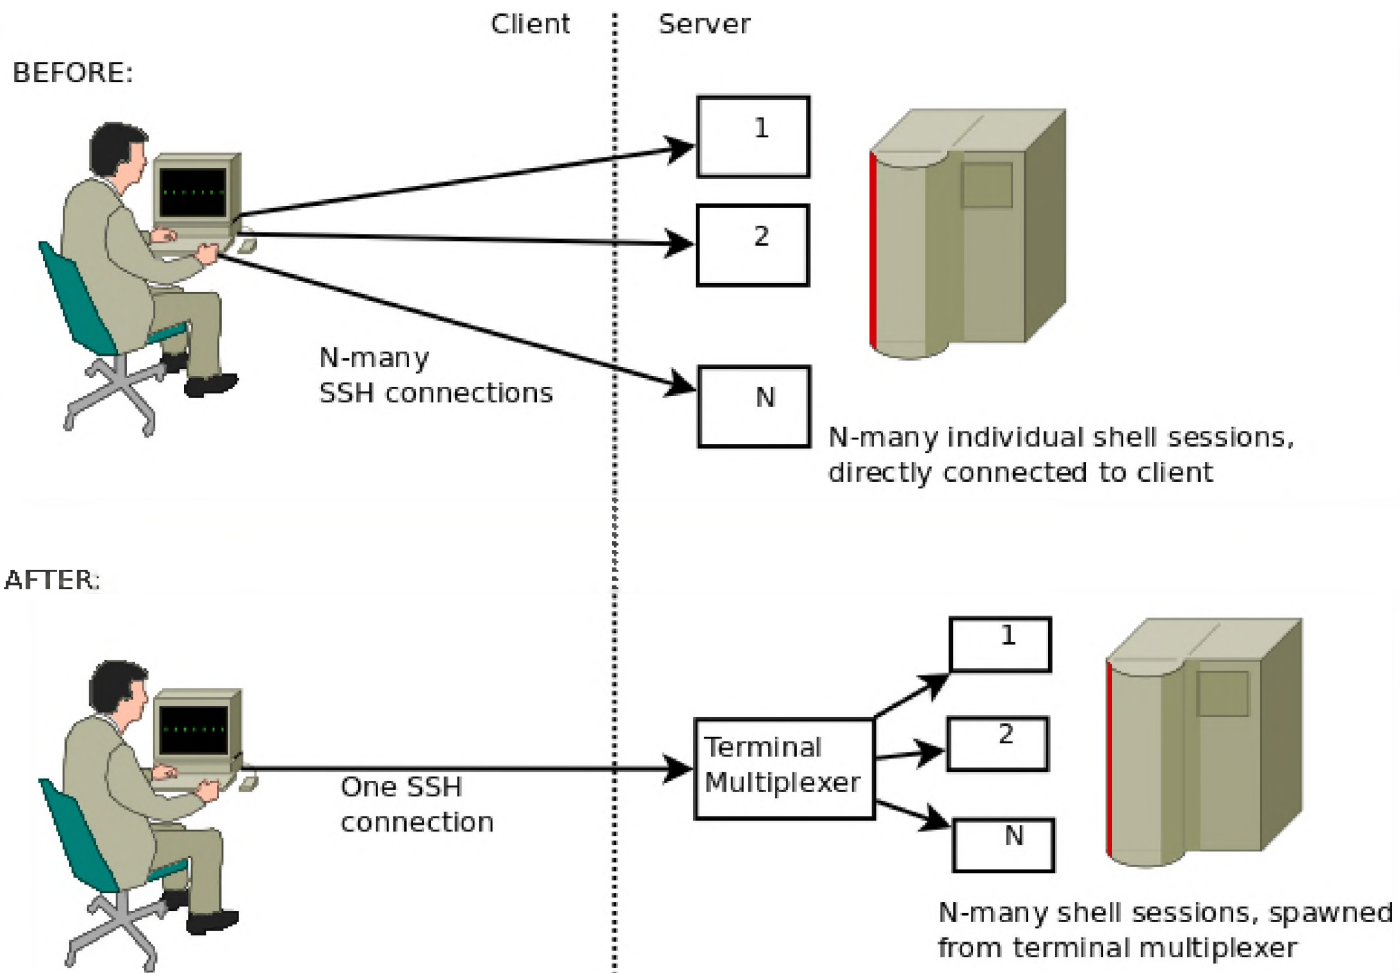 Client
Server
BEFORE:
1
2
N
N-many
SSH connections
N-many individual shell sessions,
directly connected to client
AFTER:
1
2
N
Terminal
Multiplexer
One SSH
connection
N-many shell sessions, spawned
from terminal multiplexer